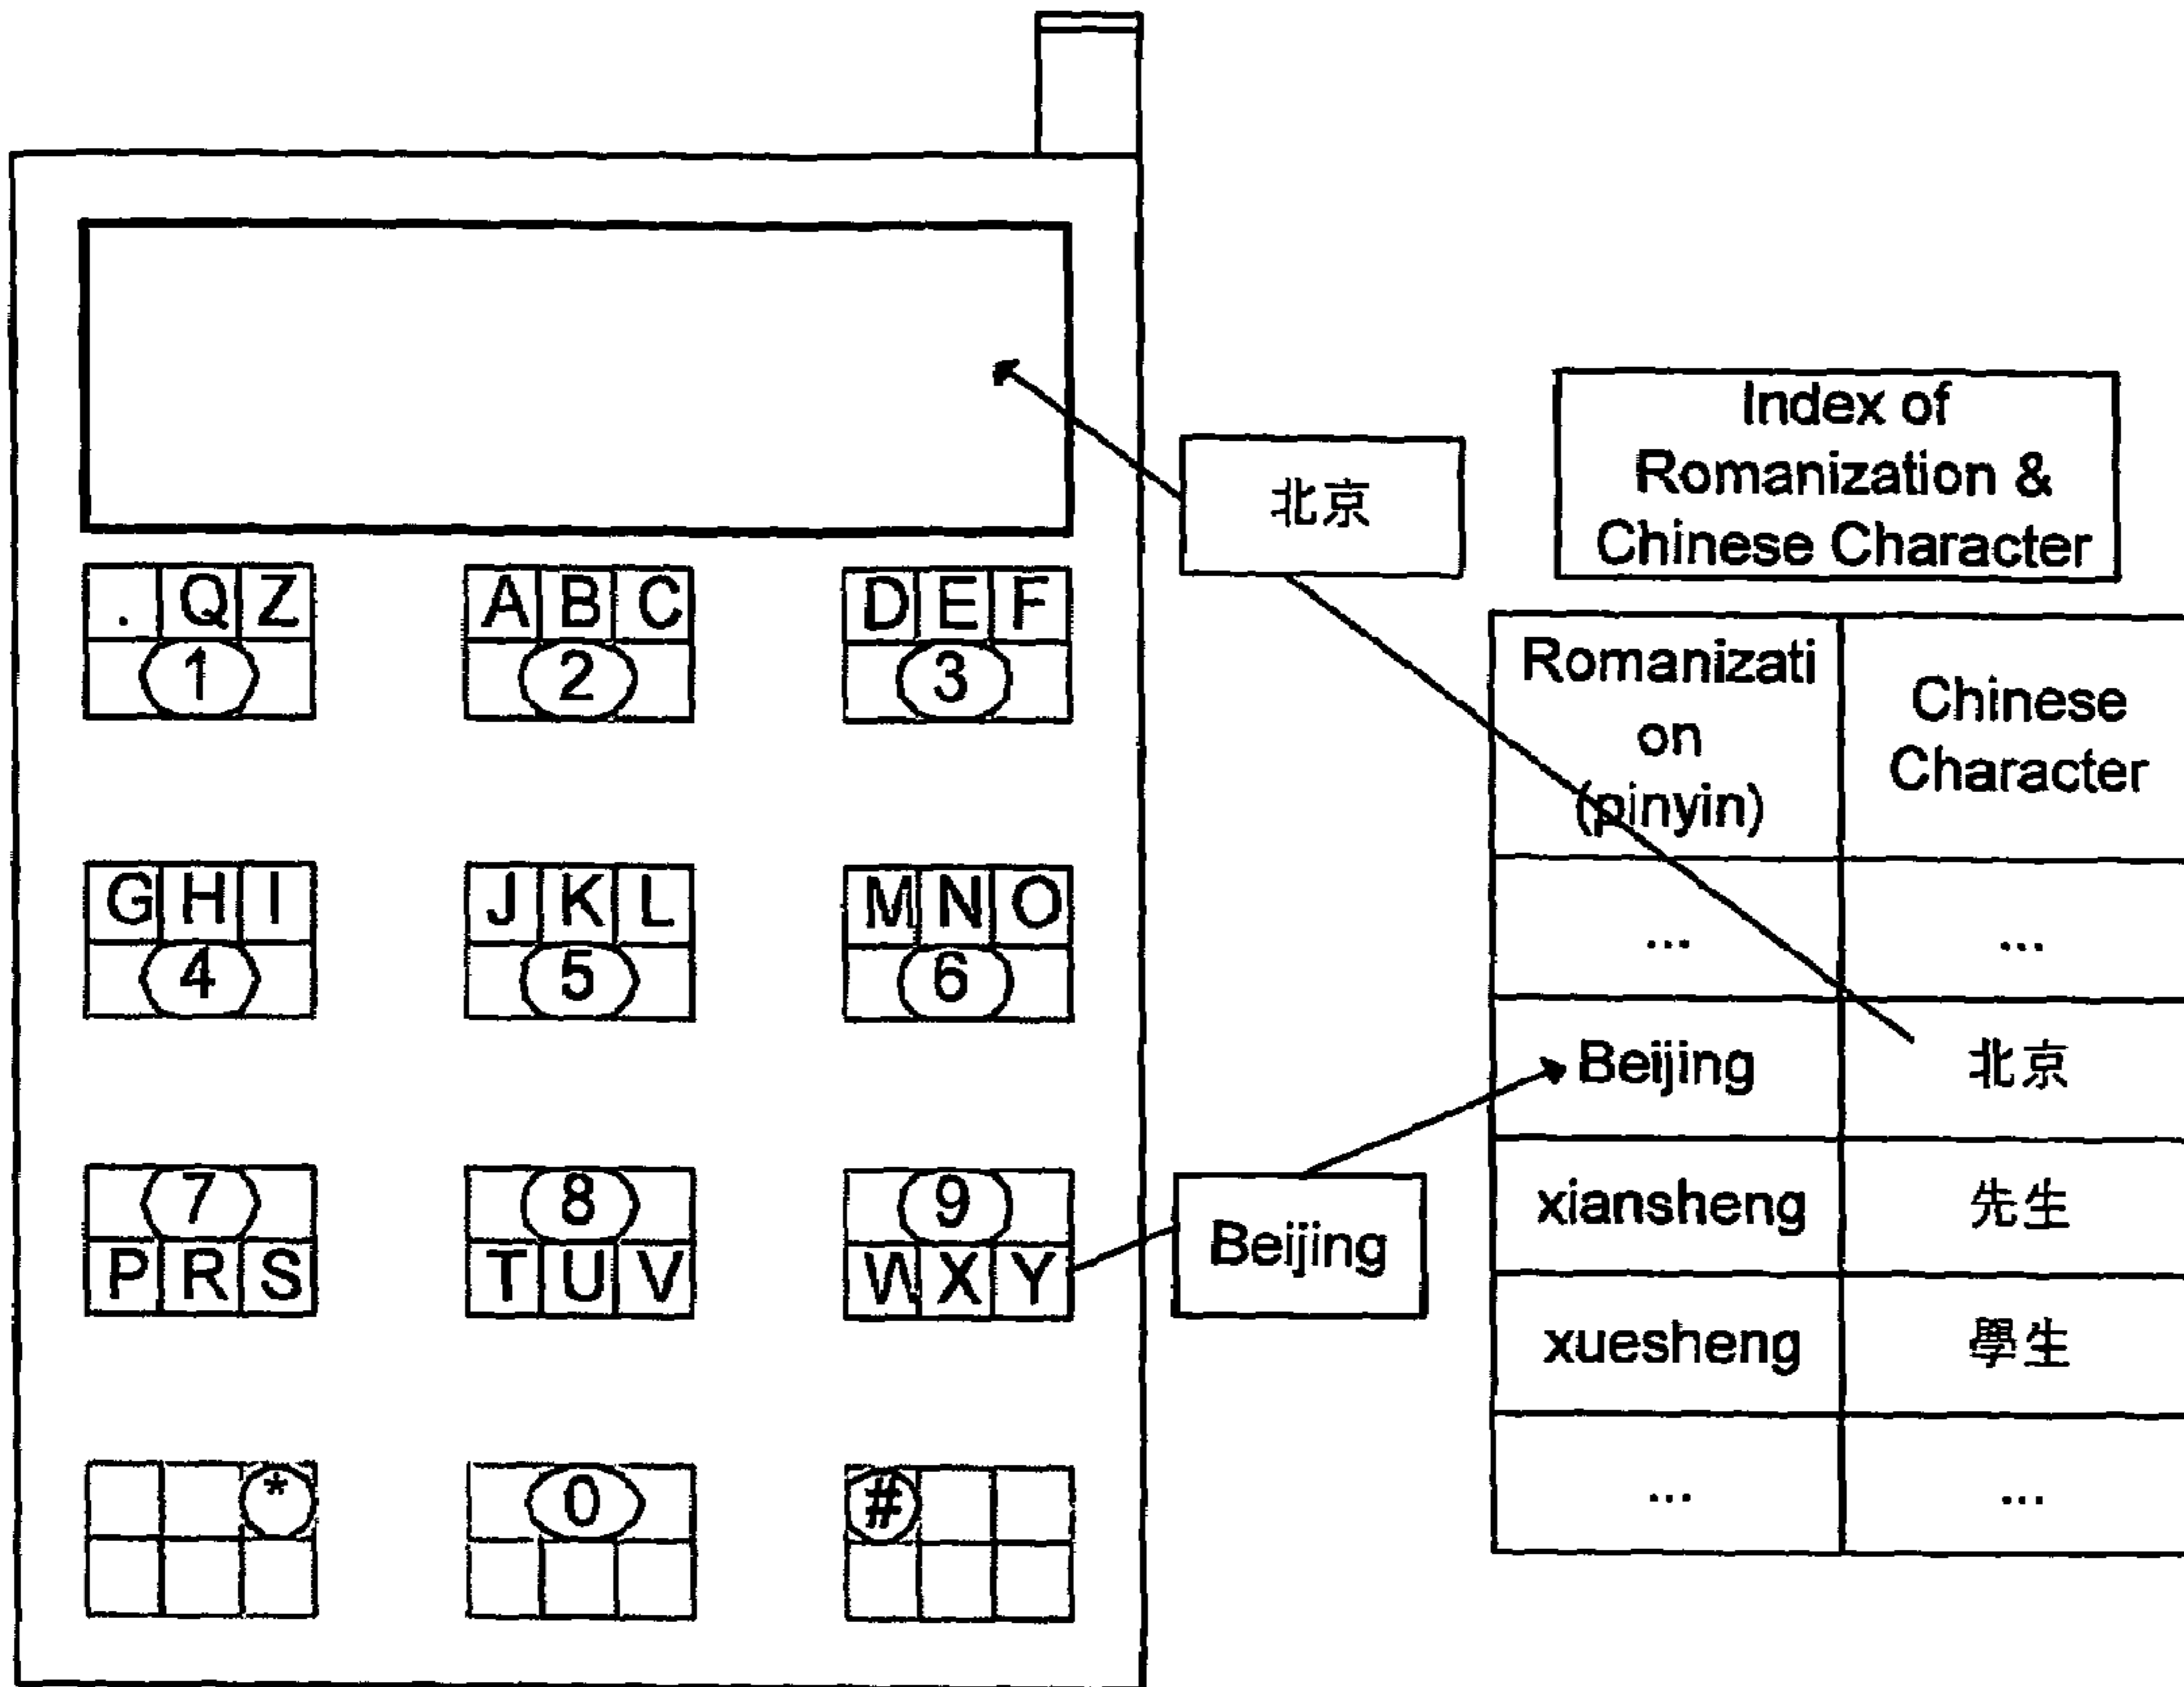 . Q Z
1
A B C
2
D E F
3
G H I
4
J K L
5
M N O
6
7
P R S
8
T U V
9
W X Y
*
0
#
北京
Beijing
Index of
Romanization &
Chinese Character
Romanizati
on
(pinyin)
Chinese
Character
... ...
Beijing 北京
xiansheng 先生
xuesheng 學生
... ...